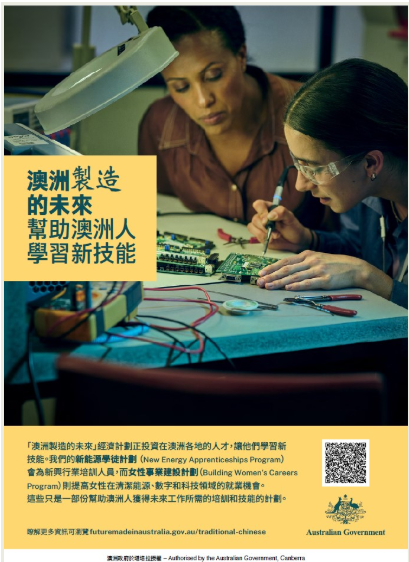 澳洲製造
的未來
幫助澳洲人
學習新技能
「澳洲製造的未來」經濟計劃正投資在澳洲各地的人才，讓他們學習新
技能。我們的新能源學徒計劃（New Energy Apprenticeships Program）
會為新興行業培訓人員，而女性事業建設計劃（Building Women's Careers
Program）則提高女性在清潔能源、數字和科技領域的就業機會。
這些只是一部份幫助澳洲人獲得未來工作所需的培訓和技能的計劃。
瞭解更多資訊可瀏覽 futuremadeinaustralia.gov.au/traditional-chinese
Australian Government
澳洲政府於堪培拉授權 – Authorised by the Australian Government, Canberra